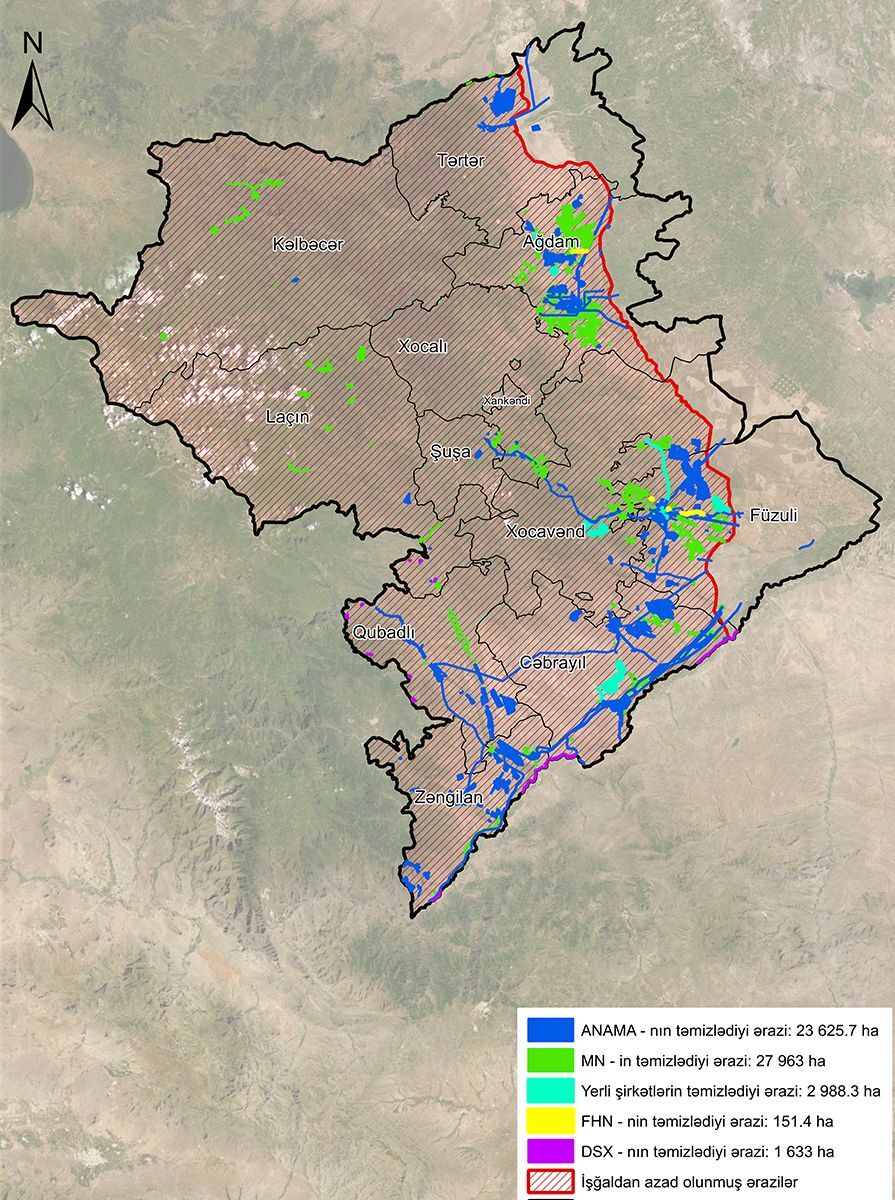 N
Tərtər
Ağdam
Kəlbəcər
Xocalı
Xankəndi
Laçın
Şuşa
Füzuli
Xocavənd
Qubadlı
Cəbrayıl
Zəngilan
ANAMA - nın təmizlədiyi ərazi: 23 625.7 ha
MN - in təmizlədiyi ərazi: 27 963 ha
Yerli şirkətlərin təmizlədiyi ərazi: 2 988.3 ha
FHN - nin təmizlədiyi ərazi: 151.4 ha
DSX - nın təmizlədiyi ərazi: 1 633 ha
İşğaldan azad olunmuş ərazilər